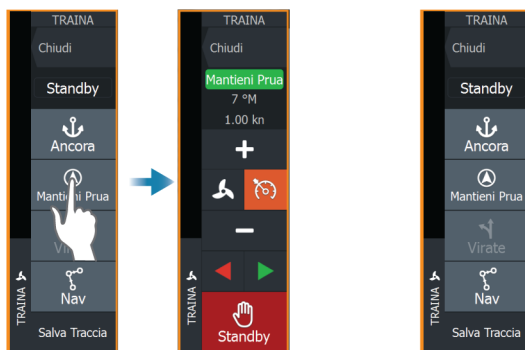 TRAINA
Chiudi
Standby
Ancora
Mantieni Prua
Nav
Salva Traccia
TRAINA
TRAINA
Chiudi
Mantieni Prua
7 °M
1.00 kn
Standby
TRAINA
TRAINA
Chiudi
Standby
Ancora
Mantieni Prua
Virate
Nav
Salva Traccia
TRAINA